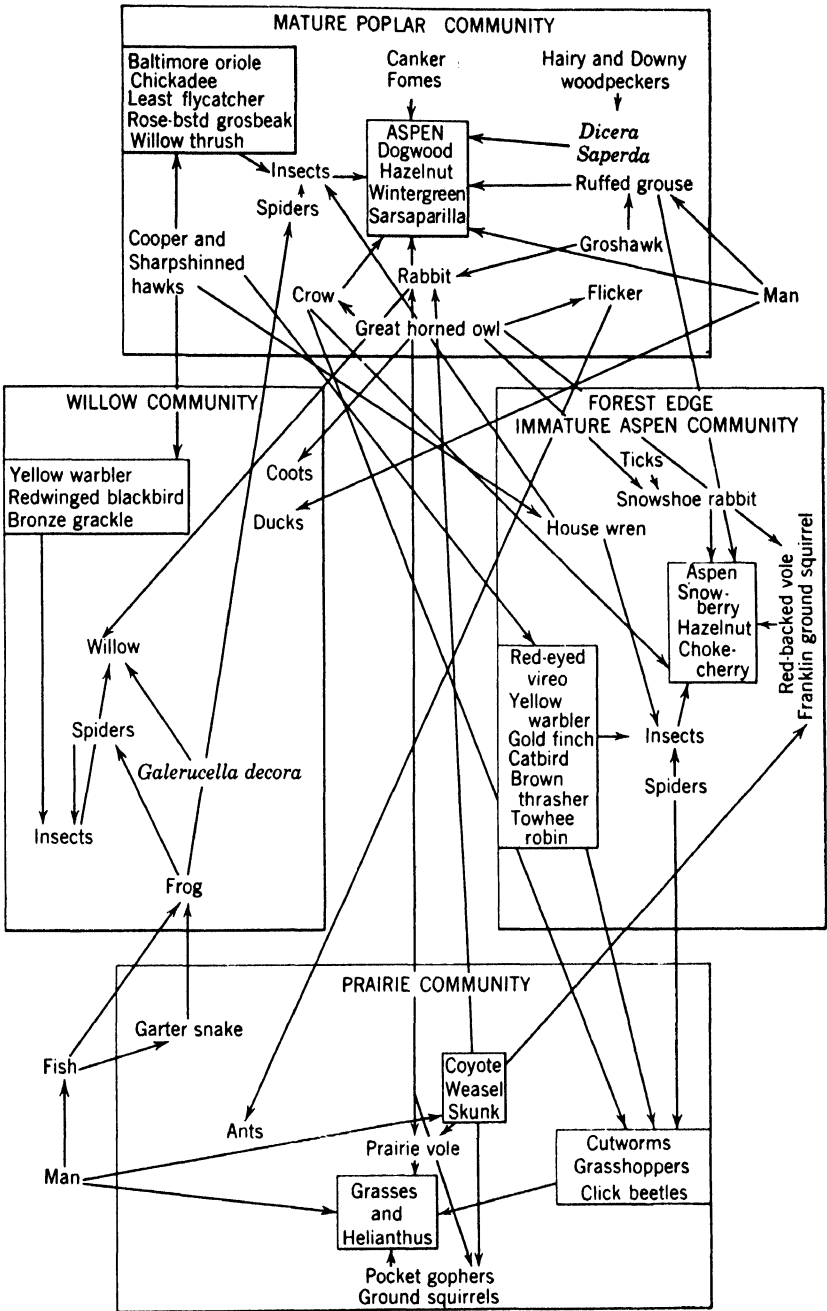 MATURE POPLAR COMMUNITY
Baltimore oriole
Chickadee
Least flycatcher
Rose-bstd grosbeak
Willow thrush
Canker
Fomes
Hairy and Downy
woodpeckers
ASPEN
Dogwood
Hazelnut
Wintergreen
Sarsaparilla
Dicera
Saperda
Insects
Spiders
Ruffed grouse
Cooper and
Sharpshinned
hawks
Groshawk
Rabbit
Crow
Flicker
Man
Great horned owl
WILLOW COMMUNITY
Yellow warbler
Redwinged blackbird
Bronze grackle
Coots
Ducks
Willow
Spiders
Galerucella decora
Insects
Frog
FOREST EDGE
IMMATURE ASPEN COMMUNITY
Ticks
Snowshoe rabbit
House wren
Aspen
Snow-
berry
Hazelnut
Choke-
cherry
Red-backed vole
Franklin ground squirrel
Red-eyed
vireo
Yellow
warbler
Gold finch
Catbird
Brown
thrasher
Towhee
robin
Insects
Spiders
PRAIRIE COMMUNITY
Garter snake
Fish
Coyote
Weasel
Skunk
Ants
Prairie vole
Man
Grasses
and
Helianthus
Cutworms
Grasshoppers
Click beetles
Pocket gophers
Ground squirrels